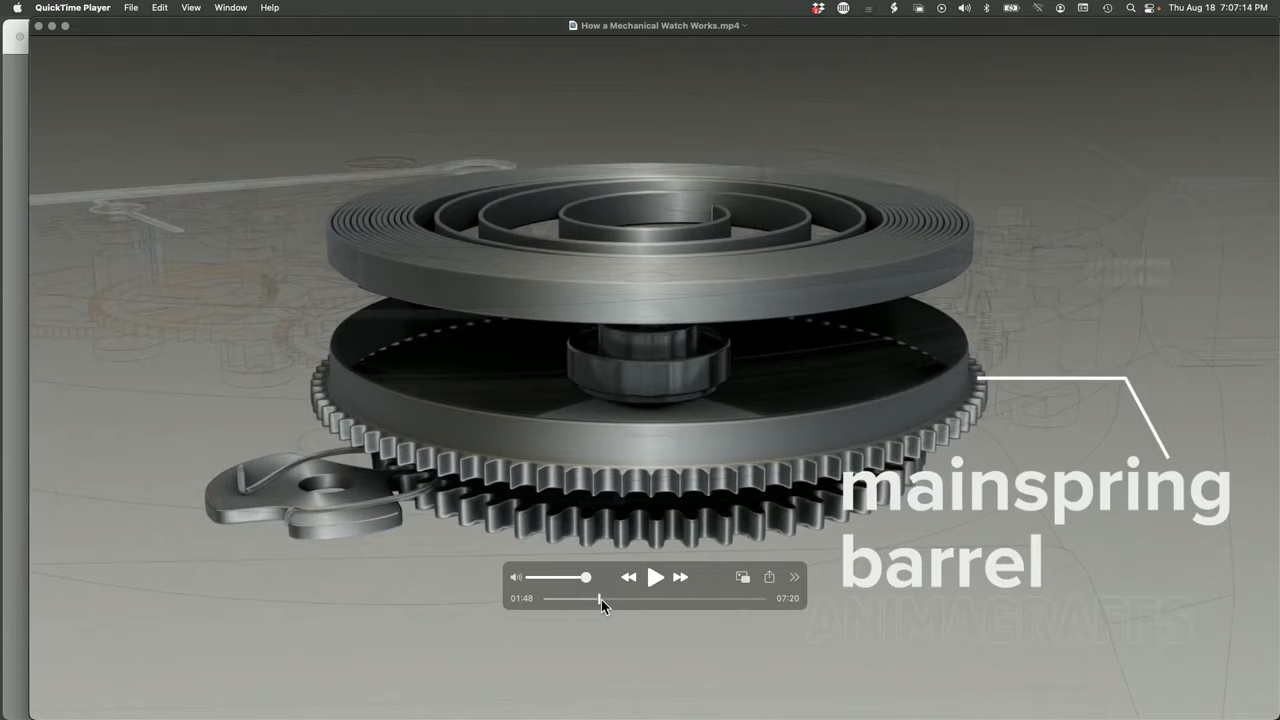 QuickTime Player File Edit View Window Help Thu Aug 18 7:07:14 PM
How a Mechanical Watch Works.mp4
mainspring
barrel
01:48 07:20
ANIMAGRAFFS